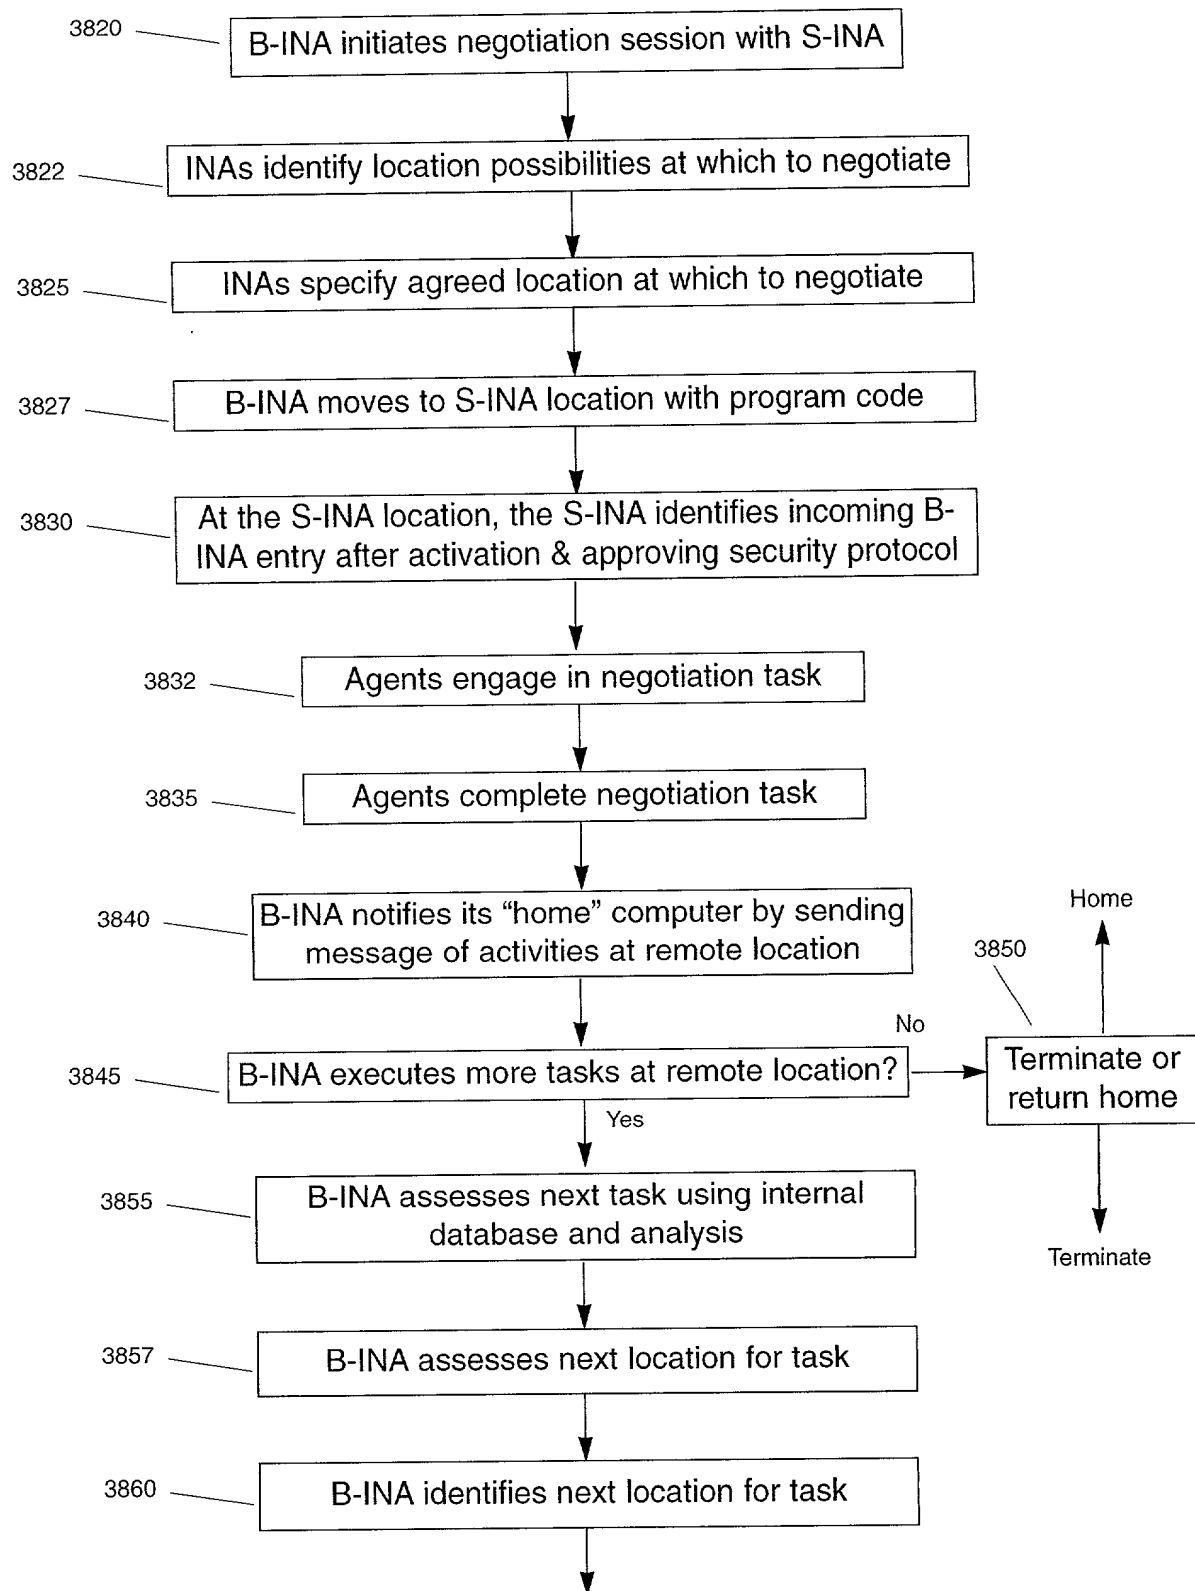 3820
B-INA initiates negotiation session with S-INA
3822
INAs identify location possibilities at which to negotiate
3825
INAs specify agreed location at which to negotiate
3827
B-INA moves to S-INA location with program code
3830
At the S-INA location, the S-INA identifies incoming B-
INA entry after activation & approving security protocol
3832
Agents engage in negotiation task
3835
Agents complete negotiation task
3840
B-INA notifies its “home” computer by sending
message of activities at remote location
3845
B-INA executes more tasks at remote location?
No
3850
Terminate or
return home
Home
Terminate
Yes
3855
B-INA assesses next task using internal
database and analysis
3857
B-INA assesses next location for task
3860
B-INA identifies next location for task